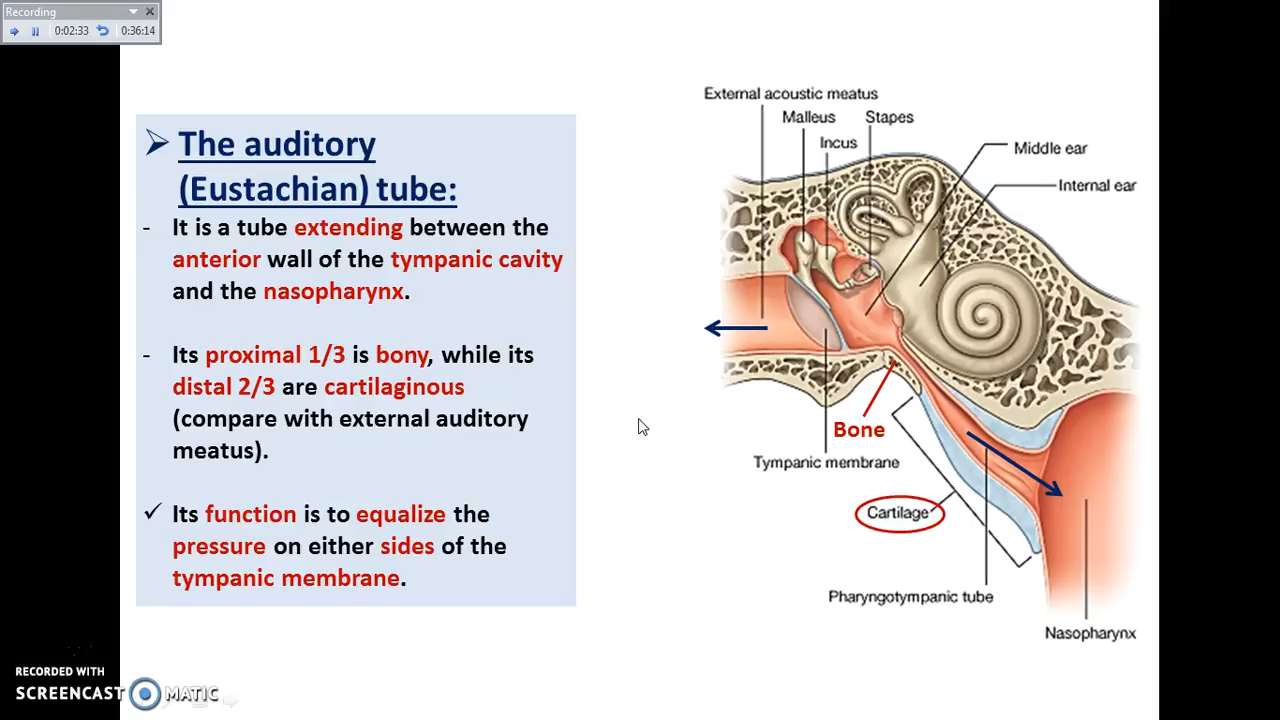 Recording
0:02:33
0:36:14
➢ The auditory
(Eustachian) tube:
- It is a tube extending between the
anterior wall of the tympanic cavity
and the nasopharynx.
- Its proximal 1/3 is bony, while its
distal 2/3 are cartilaginous
(compare with external auditory
meatus).
✓ Its function is to equalize the
pressure on either sides of the
tympanic membrane.
External acoustic meatus
Malleus
Stapes
Incus
Middle ear
Internal ear
Bone
Tympanic membrane
Cartilage
Pharyngotympanic tube
Nasopharynx
RECORDED WITH
SCREENCAST MATIC